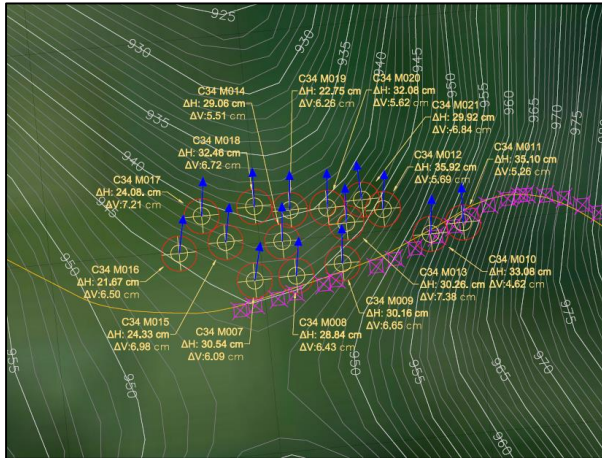 925
930
930
935
940
945
950
955
960
965
970
975
980
935
940
945
950
955
950
950
955
960
965
970
C34 M014
ΔH: 29.06 cm
ΔV:5.51 cm
C34 M019
ΔH: 22.75 cm
ΔV:6.26 cm
C34 M020
ΔH: 32.08 cm
ΔV:5.62 cm
C34 M021
ΔH: 29.92 cm
ΔV:-6.84 cm
C34 M018
ΔH: 32.46 cm
ΔV:6.72 cm
C34 M012
ΔH: 35.92 cm
ΔV:5.69 cm
C34 M011
ΔH: 35.10 cm
ΔV:5,26 cm
C34 M017
ΔH: 24.08. cm
ΔV:7.21 cm
C34 M016
ΔH: 21.67 cm
ΔV:6.50 cm
C34 M015
ΔH: 24.33 cm
ΔV:6.98 cm
C34 M007
ΔH: 30.54 cm
ΔV:6.09 cm
C34 M008
ΔH: 28.84 cm
ΔV:6.43 cm
C34 M009
ΔH: 30.16 cm
ΔV:6,65 cm
C34 M013
ΔH: 30.26. cm
ΔV:7.38 cm
C34 M010
ΔH: 33.08 cm
ΔV:4,62 cm